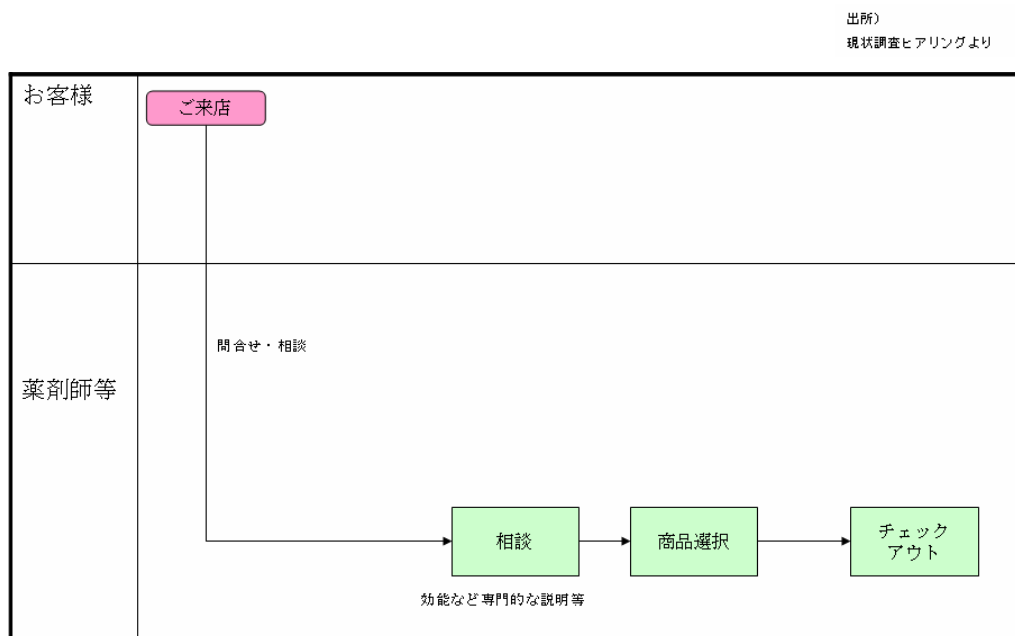 出所)
現状調査ヒアリングより
お客様
ご来店
問合せ・相談
薬剤師等
相談
商品選択
チェック
アウト
効能など専門的な説明等